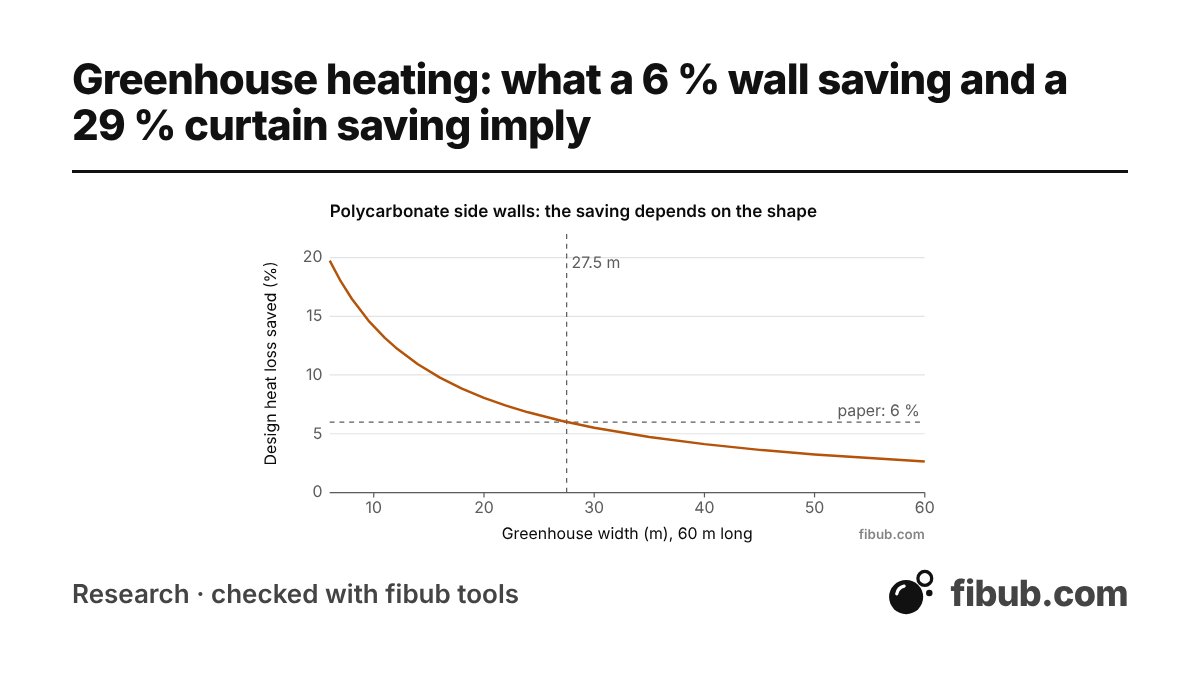 Greenhouse heating: what a 6 % wall saving and a
29 % curtain saving imply
Polycarbonate side walls: the saving depends on the shape
Design heat loss saved (%)
20
15
10
5
0
27.5 m
paper: 6 %
10
20
30
40
50
60
Greenhouse width (m), 60 m long
fibub.com
Research · checked with fibub tools
fibub.com